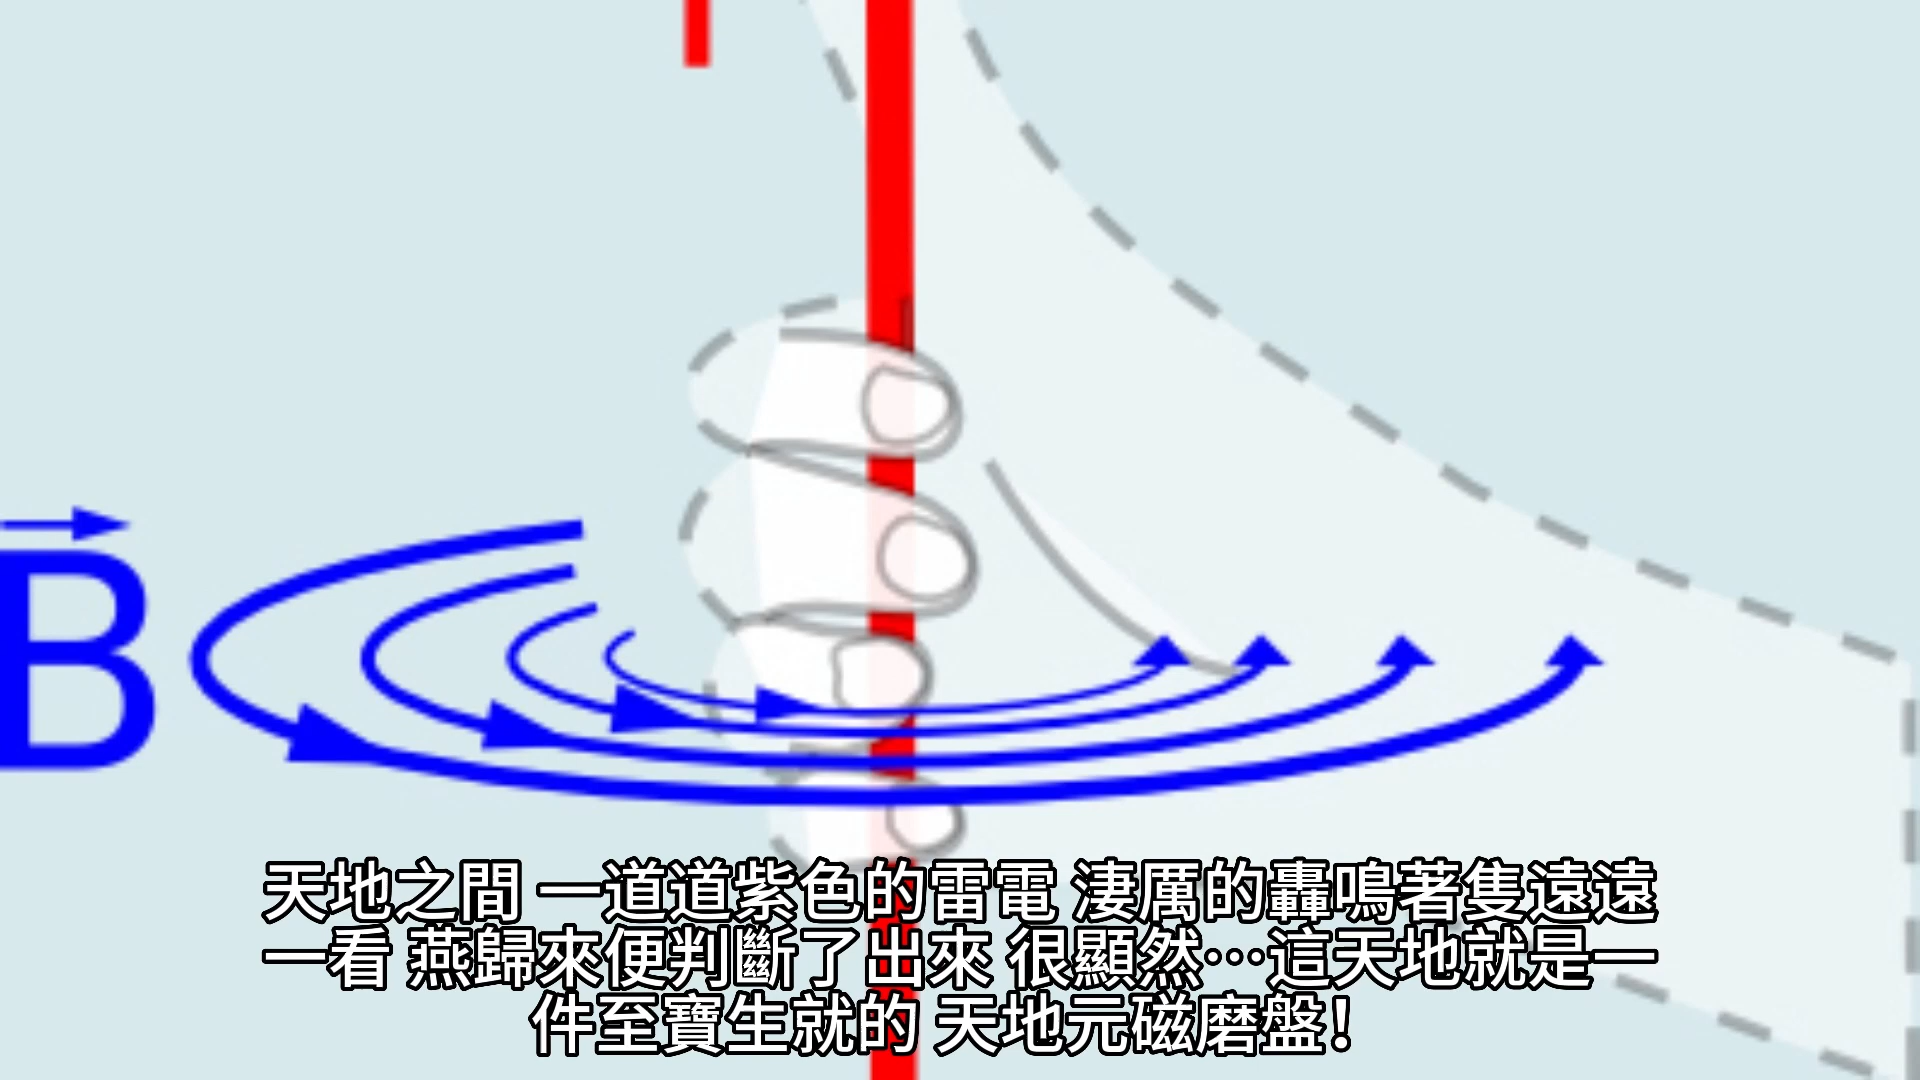 B
天地之間 一道道紫色的雷電 淒厲的轟鳴著隻遠遠
一看 燕歸來便判斷了出來 很顯然…這天地就是一
件至寶生就的 天地元磁磨盤!